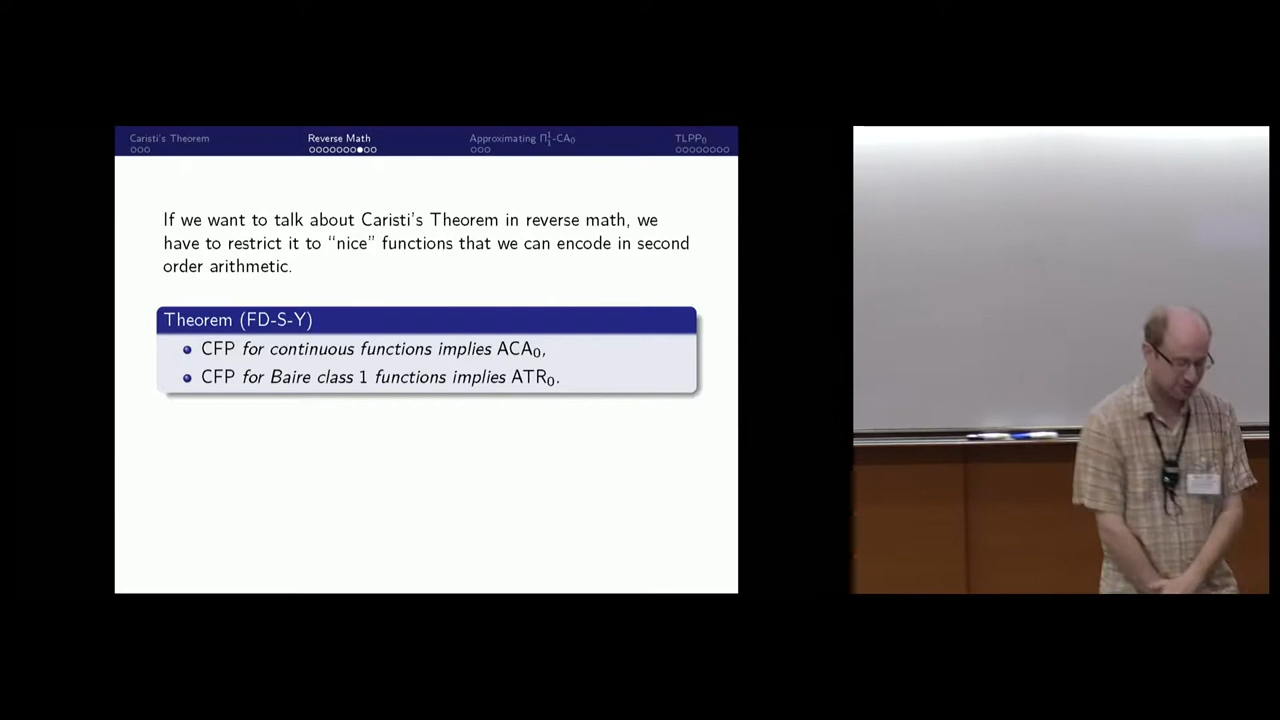 Caristi's Theorem Reverse Math Approximating Π¹₁-CA₀ TLPP₀
If we want to talk about Caristi's Theorem in reverse math, we
have to restrict it to “nice” functions that we can encode in second
order arithmetic.
Theorem (FD-S-Y)
CFP for continuous functions implies ACA₀,
CFP for Baire class 1 functions implies ATR₀.